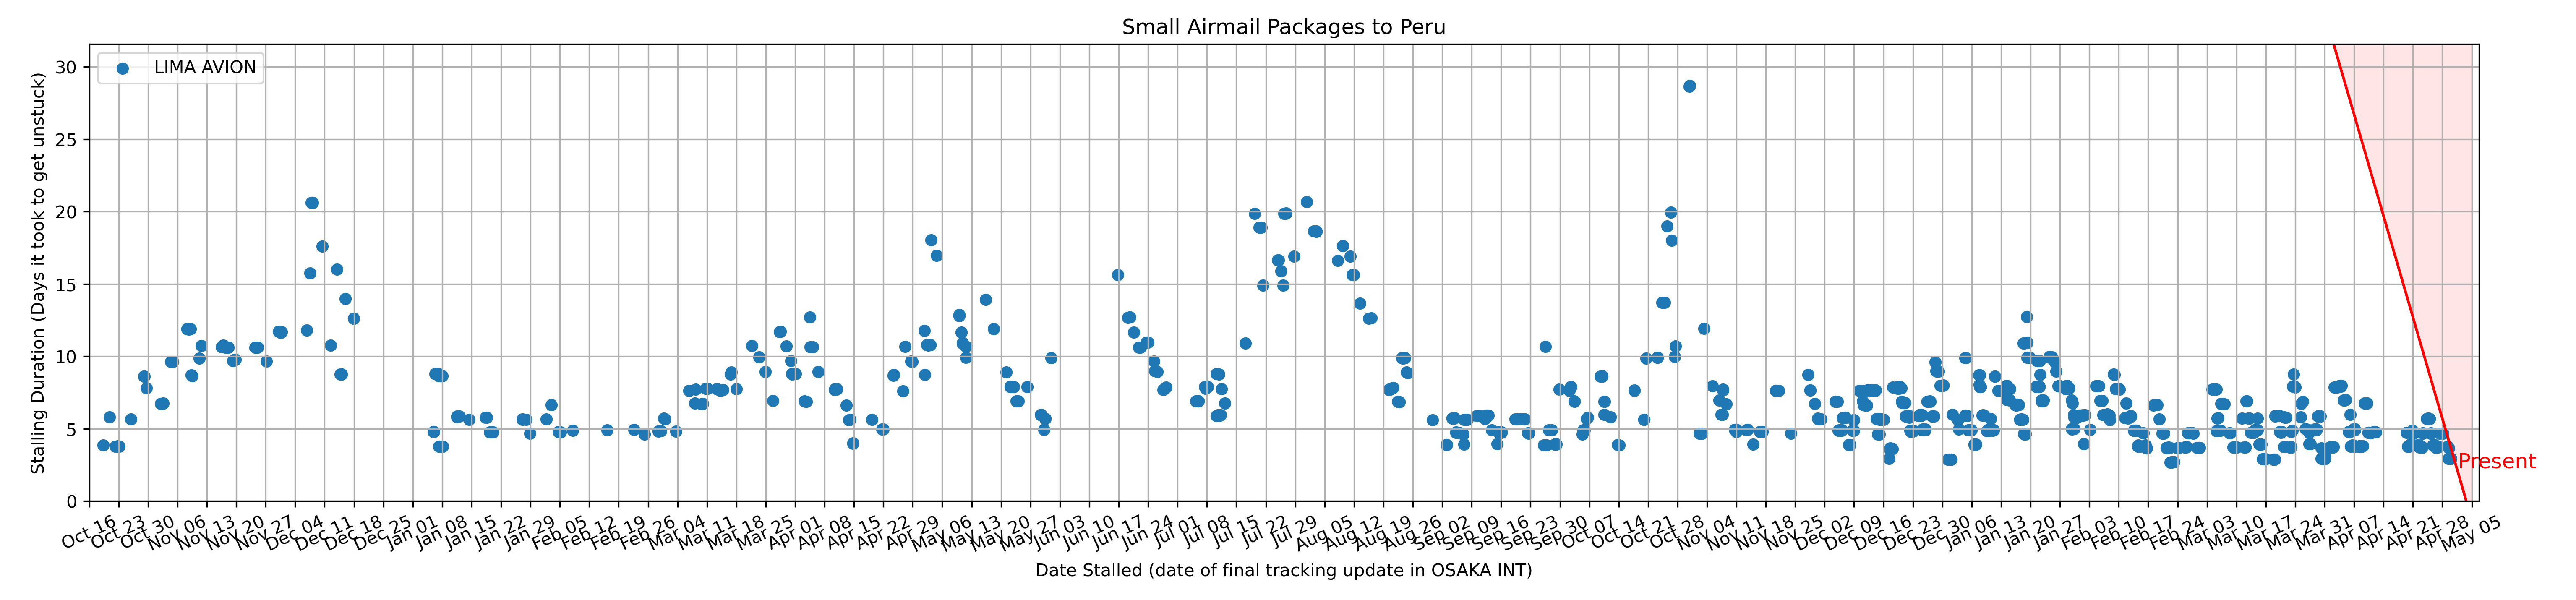 Small Airmail Packages to Peru
LIMA AVION
Stalling Duration (Days it took to get unstuck)
30
25
20
15
10
5
0
Present
Oct 16 Oct 23 Oct 30 Nov 06 Nov 13 Nov 20 Nov 27 Dec 04 Dec 11 Dec 18 Dec 25 Jan 01 Jan 08 Jan 15 Jan 22 Jan 29 Feb 05 Feb 12 Feb 19 Feb 26 Mar 04 Mar 11 Mar 18 Mar 25 Apr 01 Apr 08 Apr 15 Apr 22 Apr 29 May 06 May 13 May 20 May 27 Jun 03 Jun 10 Jun 17 Jun 24 Jul 01 Jul 08 Jul 15 Jul 22 Jul 29 Aug 05 Aug 12 Aug 19 Aug 26 Sep 02 Sep 09 Sep 16 Sep 23 Sep 30 Oct 07 Oct 14 Oct 21 Oct 28 Nov 04 Nov 11 Nov 18 Nov 25 Dec 02 Dec 09 Dec 16 Dec 23 Dec 30 Jan 06 Jan 13 Jan 20 Jan 27 Feb 03 Feb 10 Feb 17 Feb 24 Mar 03 Mar 10 Mar 17 Mar 24 Mar 31 Apr 07 Apr 14 Apr 21 Apr 28 May 05
Date Stalled (date of final tracking update in OSAKA INT)